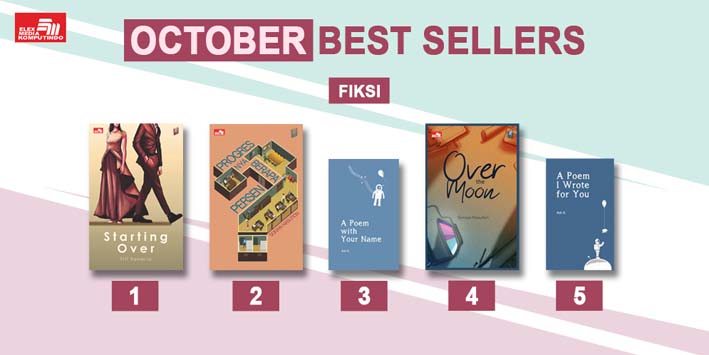 ELEX
MEDIA
KOMPUTINDO
OCTOBER BEST SELLERS
FIKSI
Starting
Over
PROGRES
NYA
BERAPA
PERSEN
Over
the
Moon
A Poem
with
Your Name
A Poem
I Wrote
for You
1
2
3
4
5